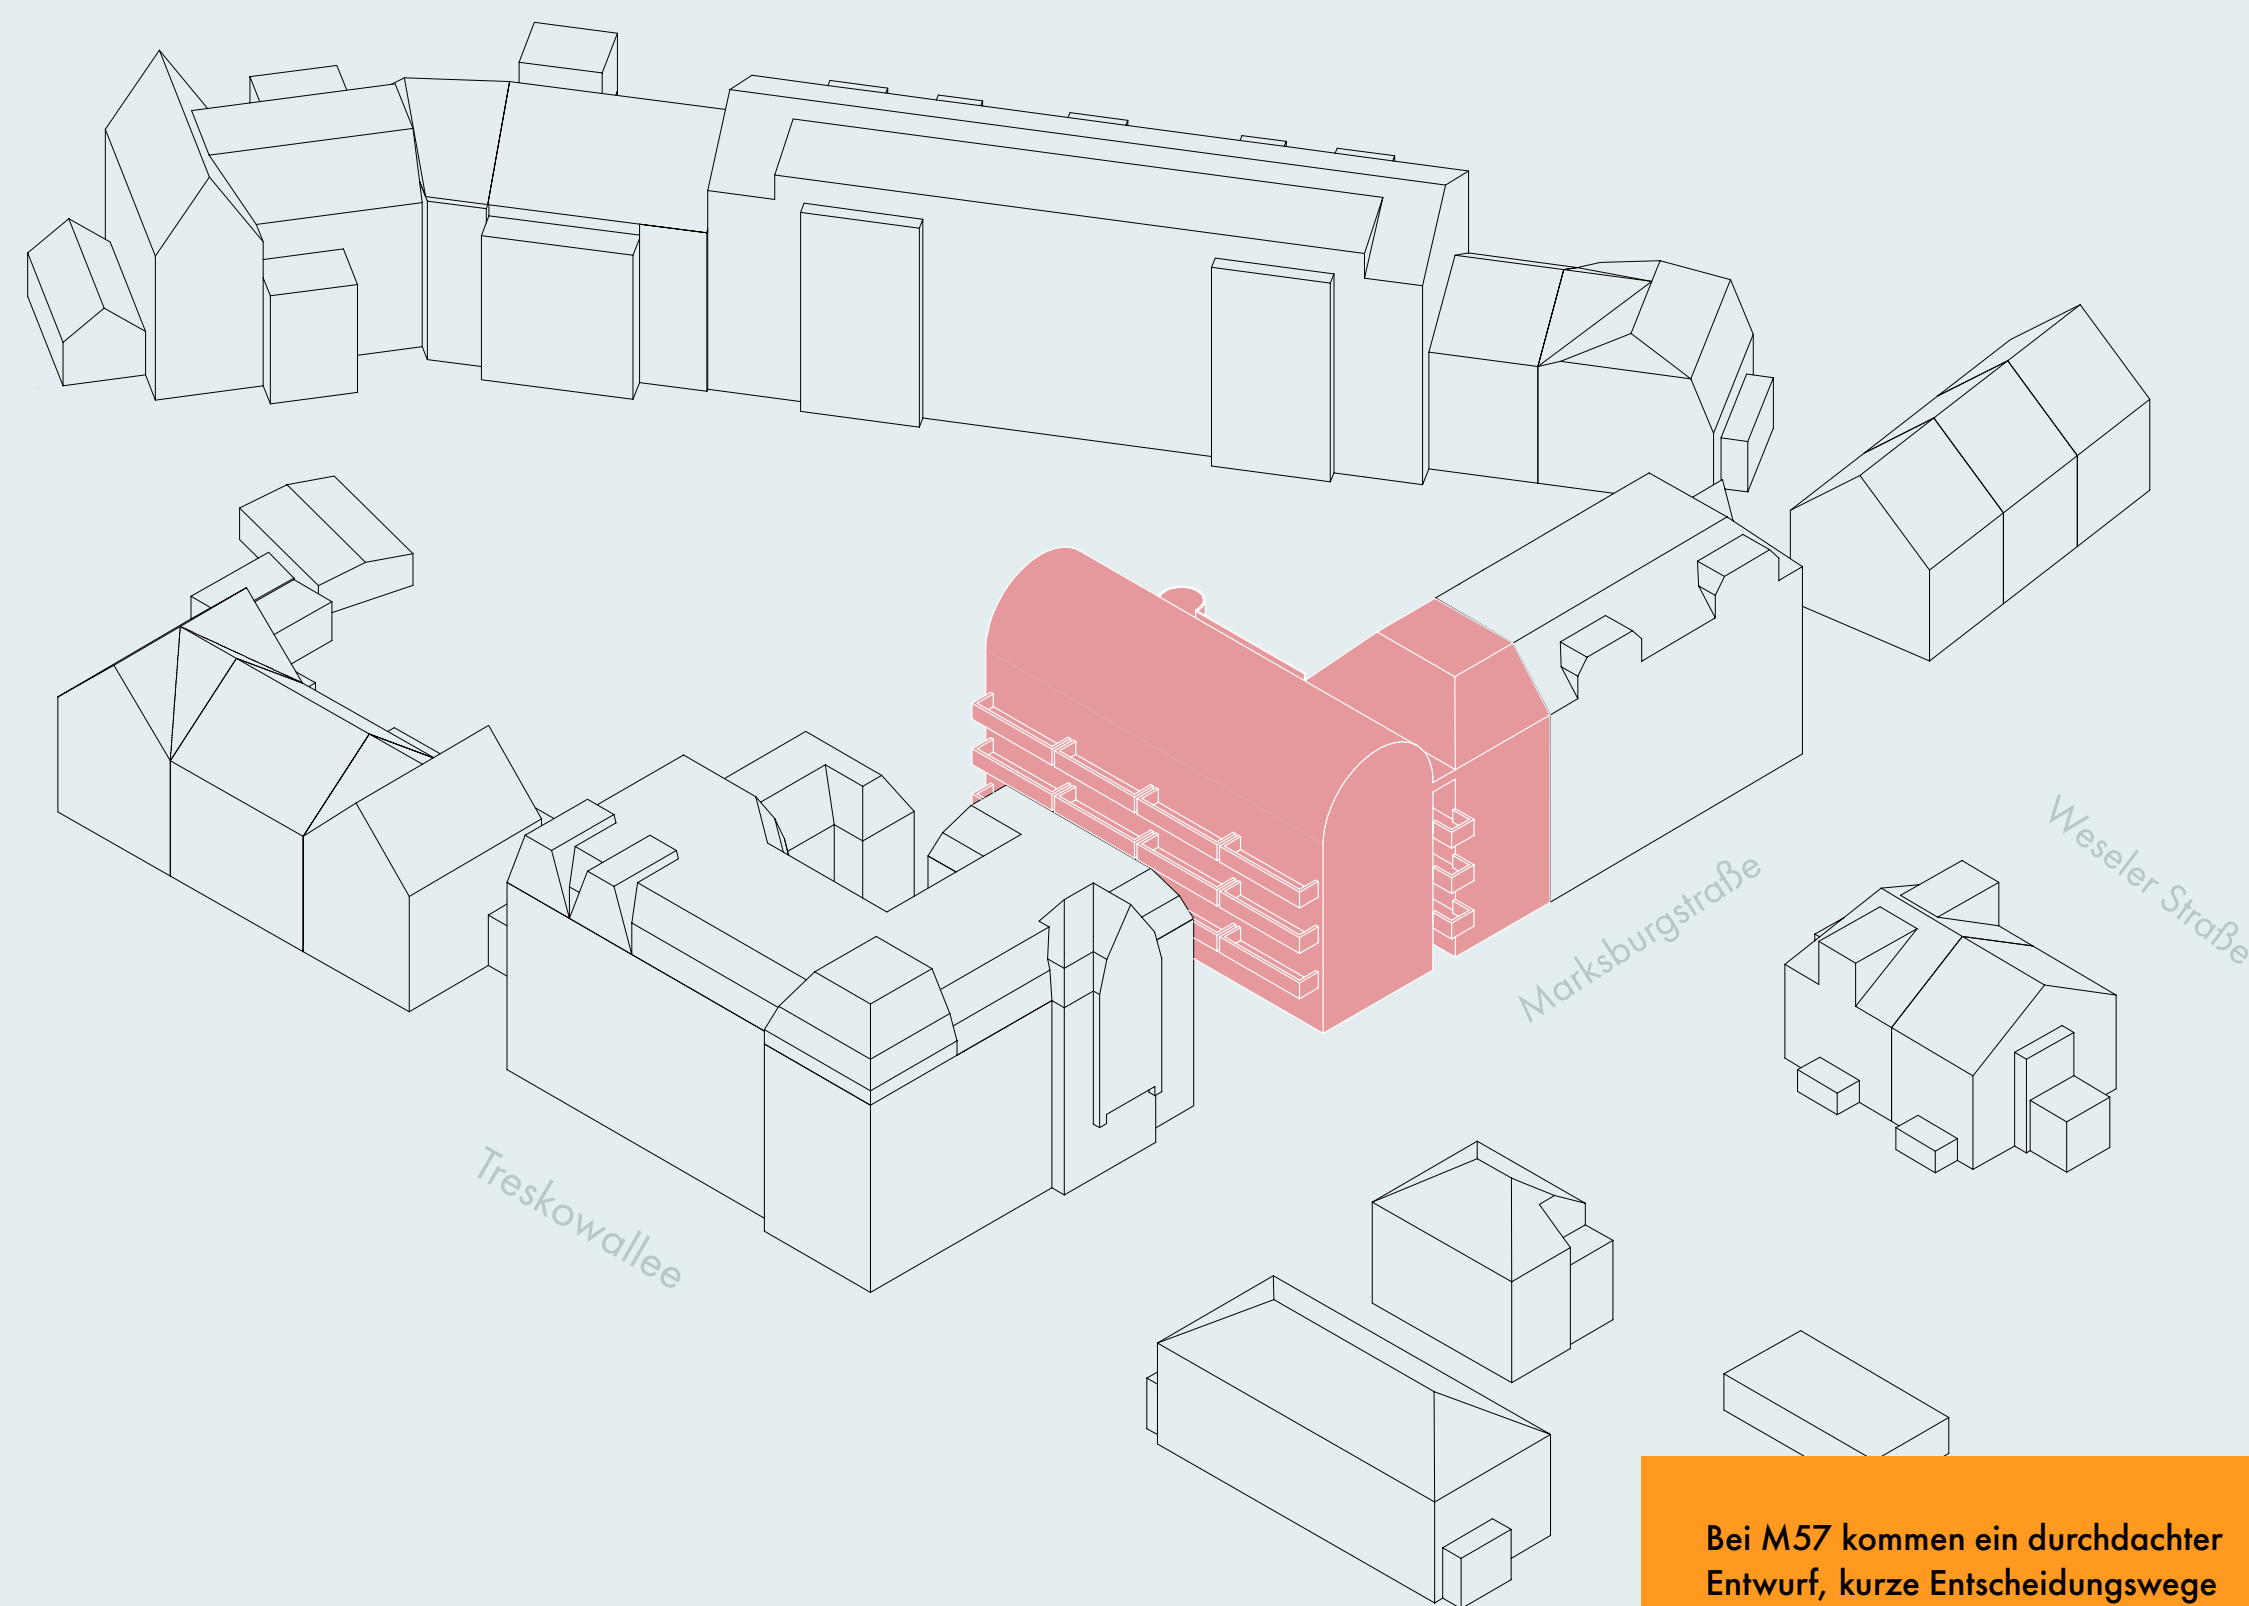 Weseler Straße
Marksburgstraße
Treskowallee
Bei M57 kommen ein durchdachter
Entwurf, kurze Entscheidungswege